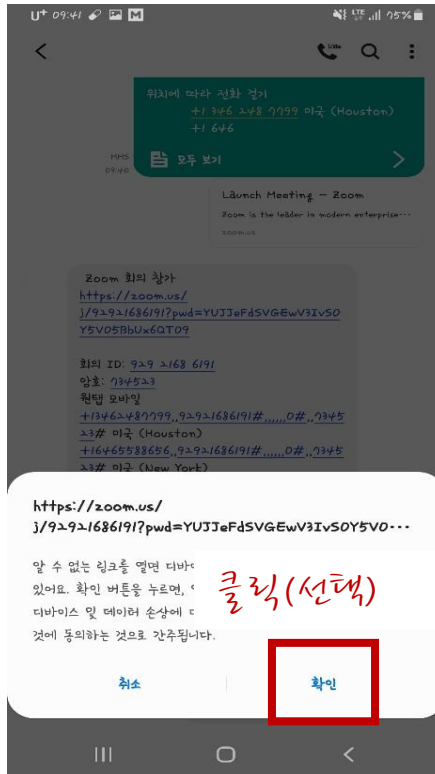 U+ 09:41 M LTE 75%
위치에 따라 전화 걸기
+1 346 248 7799 미국 (Houston)
+1 646
MMS
09:40
모두 보기
Launch Meeting - Zoom
Zoom is the leader in modern enterprise···
zoom.us
Zoom 회의 참가
https://zoom.us/
j/92921686191?pwd=YUJJeFdSVGEwV3IvS0
Y5V05BbUx6QT09
회의 ID: 929 2168 6191
암호: 734523
원탭 모바일
+13462487799,,92921686191#,,,,,,0#,,7345
23# 미국 (Houston)
+16465588656,,92921686191#,,,,,,0#,,7345
23# 미국 (New York)
https://zoom.us/
j/92921686191?pwd=YUJJeFdSVGEwV3IvS0Y5V0···
알 수 없는 링크를 열면 디바
있어요. 확인 버튼을 누르면,
디바이스 및 데이터 손상에
것에 동의하는 것으로 간주됩니다.
클릭(선택)
취소 확인